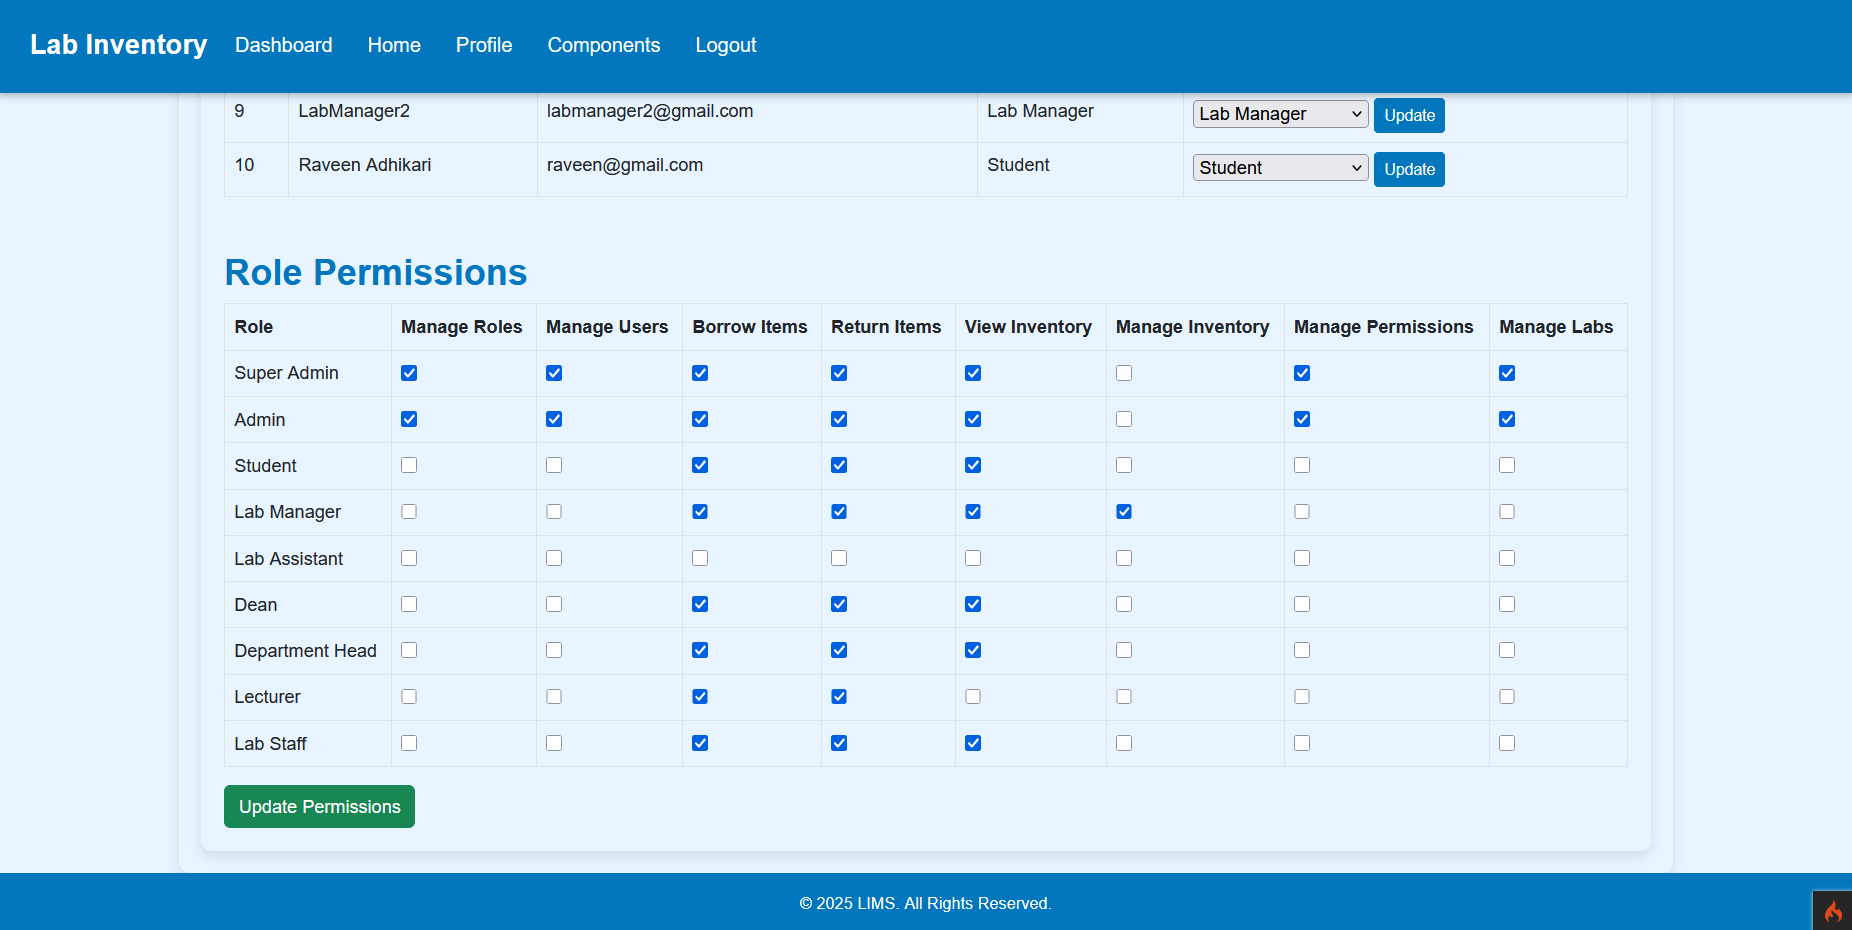 Lab Inventory Dashboard Home Profile Components Logout
9 LabManager2 labmanager2@gmail.com Lab Manager Lab Manager Update
10 Raveen Adhikari raveen@gmail.com Student Student Update
Role Permissions
Role Manage Roles Manage Users Borrow Items Return Items View Inventory Manage Inventory Manage Permissions Manage Labs
Super Admin
Admin
Student
Lab Manager
Lab Assistant
Dean
Department Head
Lecturer
Lab Staff
Update Permissions
© 2025 LIMS. All Rights Reserved.